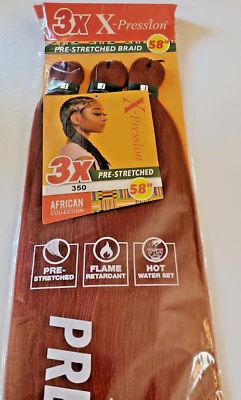 3X X-Pression®
PRE-STRETCHED BRAID 58"
X-Pression
3X PRE-STRETCHED
350
58"
AFRICAN
COLLECTION
PRE-
STRETCHED
FLAME
RETARDANT
HOT
WATER SET
PRE